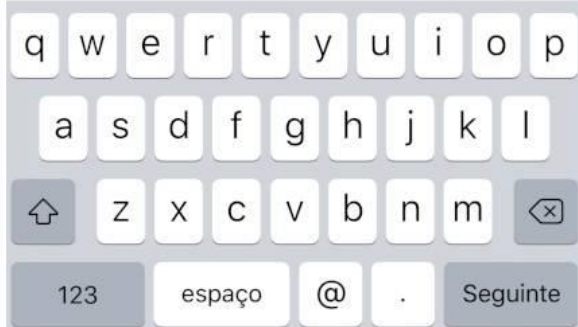 q w e r t y u i o p
a s d f g h j k l
z x c v b n m
123 espaço @ . Seguinte